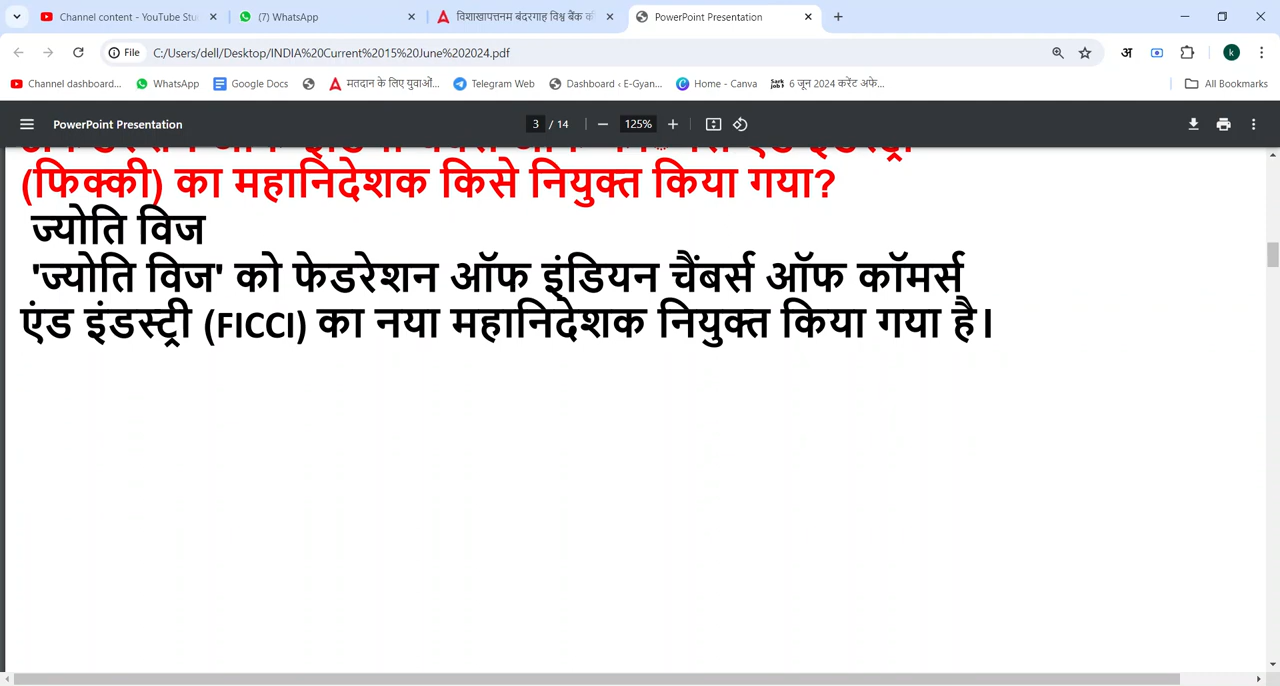 Channel content - YouTube Stu
(7) WhatsApp
विशाखापत्तनम बंदरगाह विश्व बैंक की
PowerPoint Presentation
File
C:/Users/dell/Desktop/INDIA%20Current%2015%20June%202024.pdf
अ
k
Channel dashboard...
WhatsApp
Google Docs
मतदान के लिए युवाओं...
Telegram Web
Dashboard ‹ E-Gyan...
Home - Canva
6 जून 2024 करेंट अफे...
All Bookmarks
PowerPoint Presentation
3 / 14
125%
(फिक्की) का महानिदेशक किसे नियुक्त किया गया?
ज्योति विज
'ज्योति विज' को फेडरेशन ऑफ इंडियन चैंबर्स ऑफ कॉमर्स
एंड इंडस्ट्री (FICCI) का नया महानिदेशक नियुक्त किया गया है।